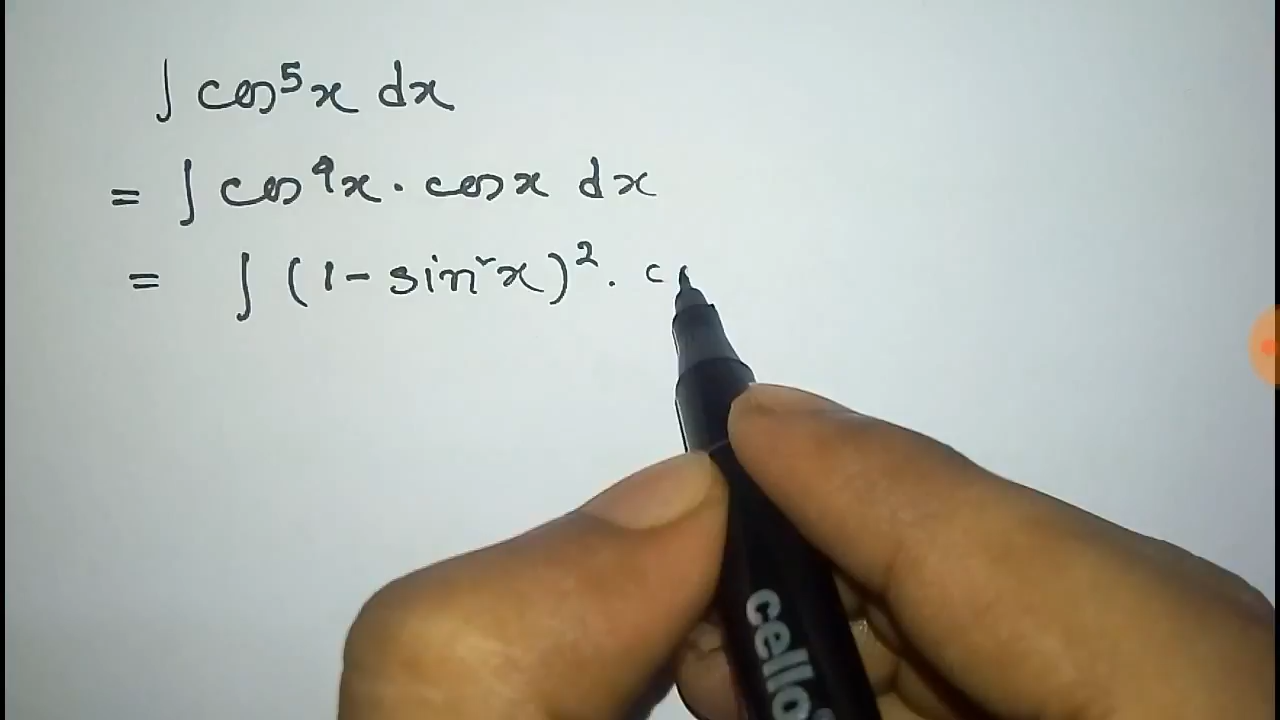 ∫ cos⁵x dx
= ∫ cos⁴x · cosx dx
= ∫ (1 - sin²x)² · c
cello